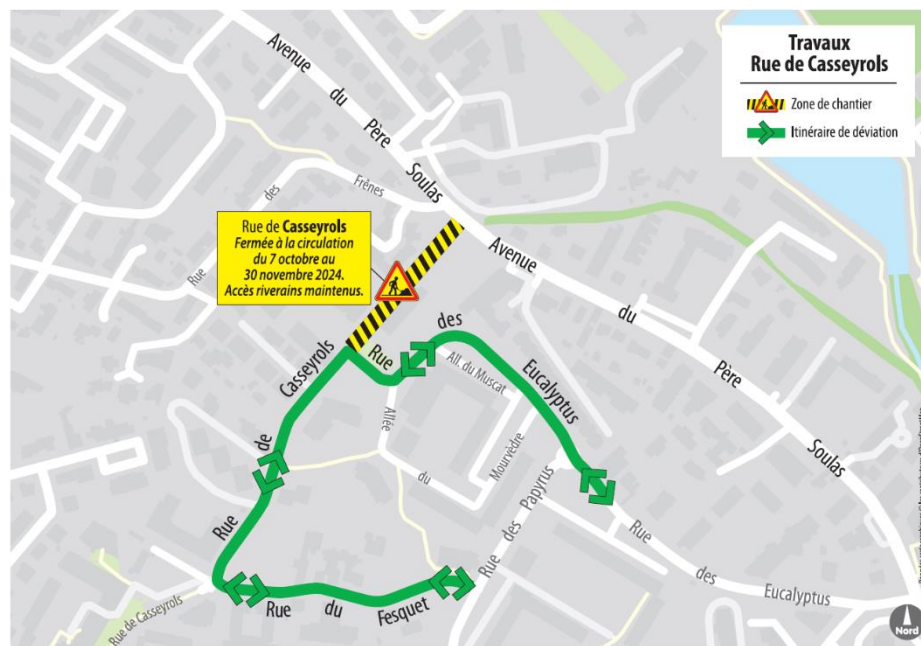 Travaux
Rue de Casseyrols
Zone de chantier
Itinéraire de déviation
Avenue
du
Père
Soulas
Avenue
du
Père
Soulas
Rue
des
Frênes
Rue de Casseyrols
Fermée à la circulation
du 7 octobre au
30 novembre 2024.
Accès riverains maintenus.
Rue
de
Casseyrols
Rue
des
Eucalyptus
All. du Muscat
Allée
du
Mourvèdre
Rue des Papyrus
Rue
des
Eucalyptus
Rue
du
Fesquet
Rue de Casseyrols
Nord